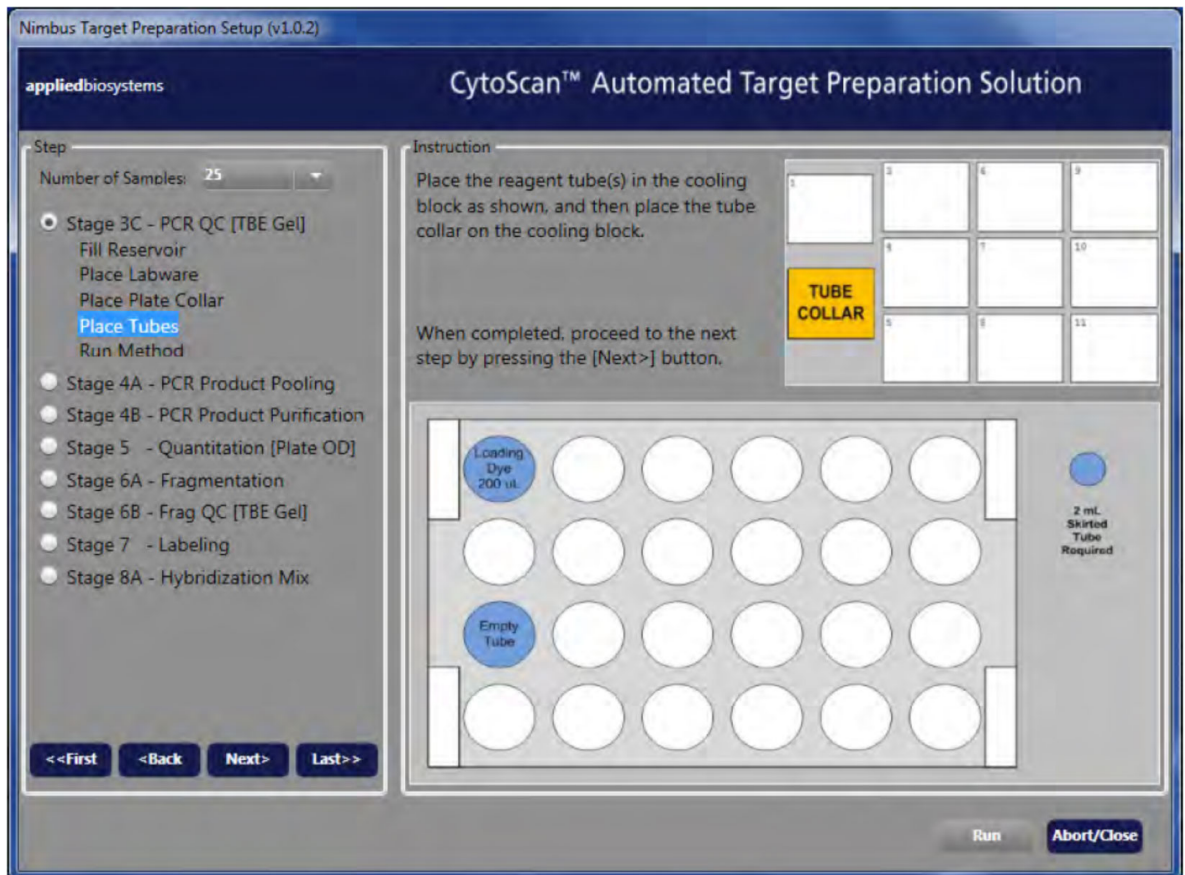 Nimbus Target Preparation Setup (v1.0.2)
appliedbiosystems
CytoScan™ Automated Target Preparation Solution
Step
Number of Samples: 25
Stage 3C - PCR QC [TBE Gel]
Fill Reservoir
Place Labware
Place Plate Collar
Place Tubes
Run Method
Stage 4A - PCR Product Pooling
Stage 4B - PCR Product Purification
Stage 5 - Quantitation [Plate OD]
Stage 6A - Fragmentation
Stage 6B - Frag QC [TBE Gel]
Stage 7 - Labeling
Stage 8A - Hybridization Mix
<<First
<Back
Next>
Last>>
Instruction
Place the reagent tube(s) in the cooling
block as shown, and then place the tube
collar on the cooling block.
When completed, proceed to the next
step by pressing the [Next>] button.
1
3
6
9
TUBE
COLLAR
4
7
10
5
8
11
Loading
Dye
200 uL
Empty
Tube
2 mL
Skirted
Tube
Required
Run
Abort/Close